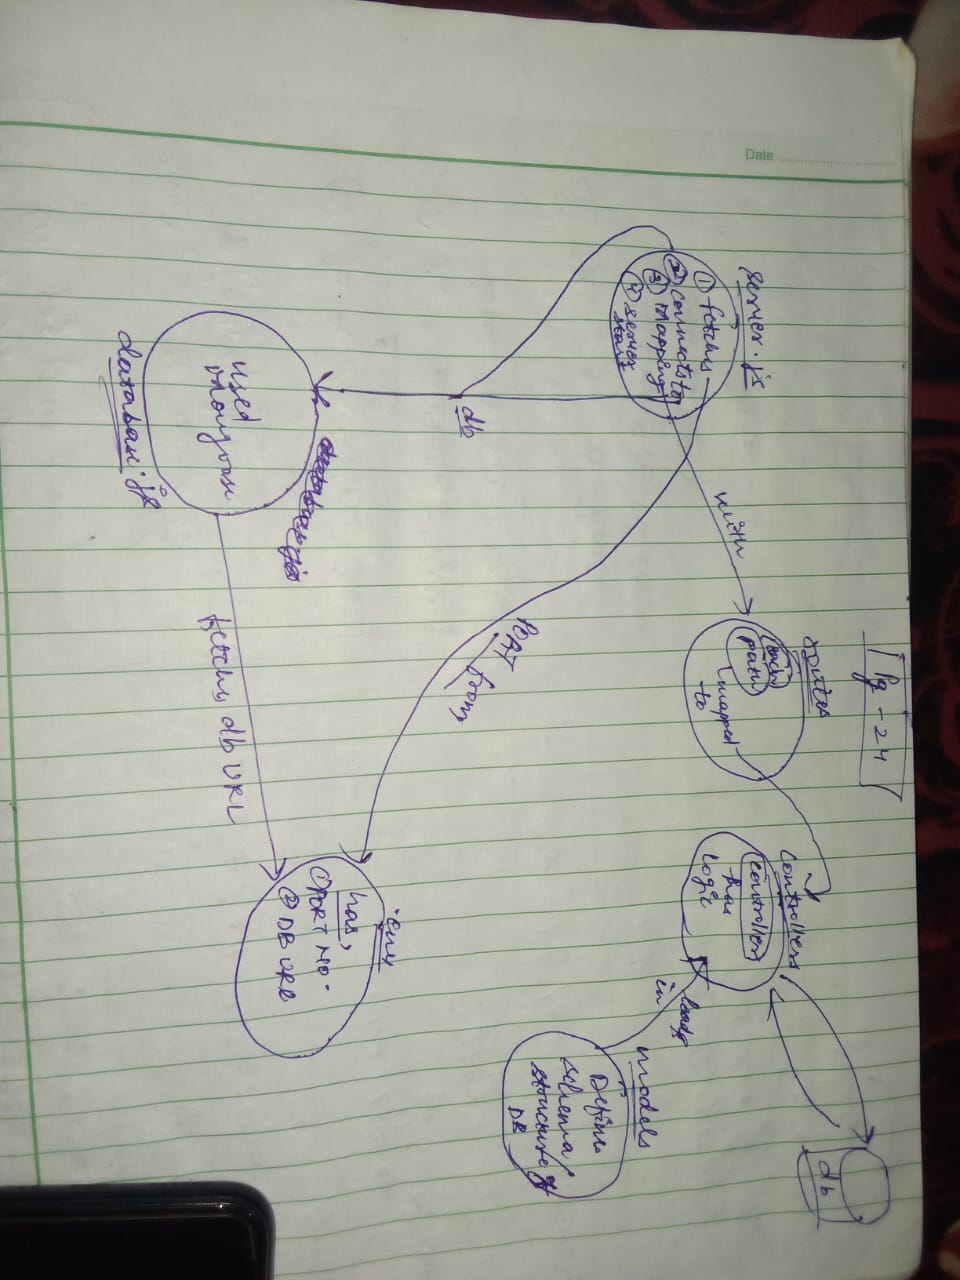 Date
Pg - 24
server.js
① fetches
② connects to
③ mapping
④ server
start
db
with
routes
each
path
mapped
to
controllers
controller
has
logic
db
models
Define
schema/
structure of
DB
loads
in
PORT
from
.env
has,
① PORT NO.
② DB URL
used
mongoose
database.js
fetches db URL